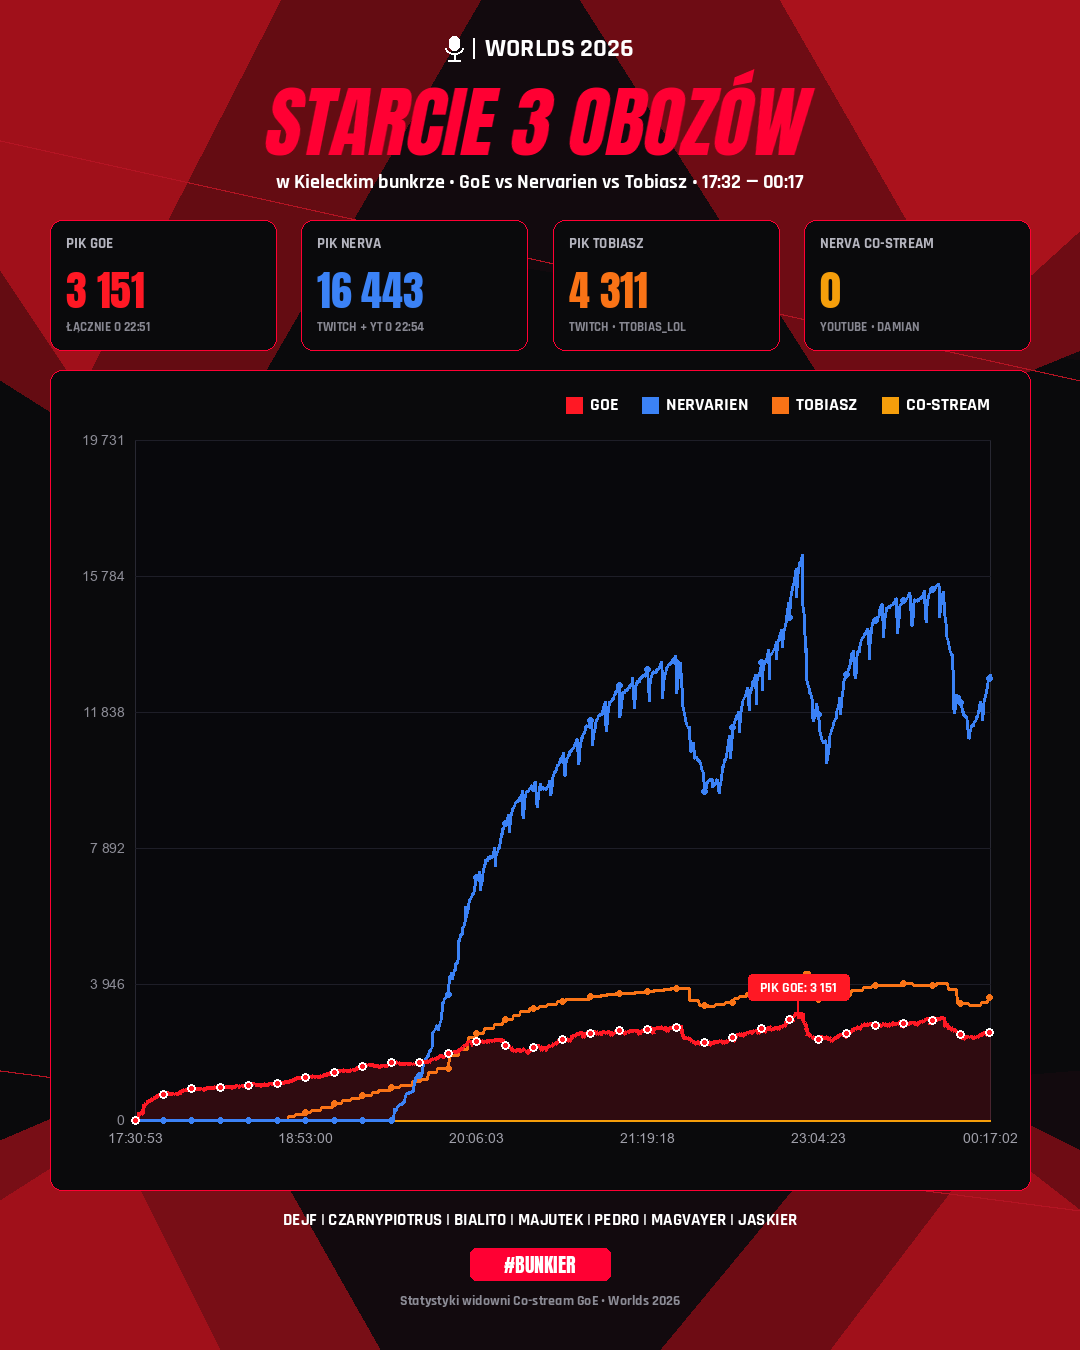 | WORLDS 2026
STARCIE 3 OBOZÓW
w Kieleckim bunkrze • GoE vs Nervarien vs Tobiasz • 17:32 — 00:17
PIK GOE
3 151
ŁĄCZNIE O 22:51
PIK NERVA
16 443
TWITCH + YT O 22:54
PIK TOBIASZ
4 311
TWITCH • TTOBIAS_LOL
NERVA CO-STREAM
0
YOUTUBE • DAMIAN
GOE NERVARIEN TOBIASZ CO-STREAM
19 731
15 784
11 838
7 892
3 946
PIK GOE: 3 151
0
17:30:53 18:53:00 20:06:03 21:19:18 23:04:23 00:17:02
DEJF | CZARNYPIOTRUS | BIALITO | MAJUTEK | PEDRO | MAGVAYER | JASKIER
#BUNKIER
Statystyki widowni Co-stream GoE • Worlds 2026